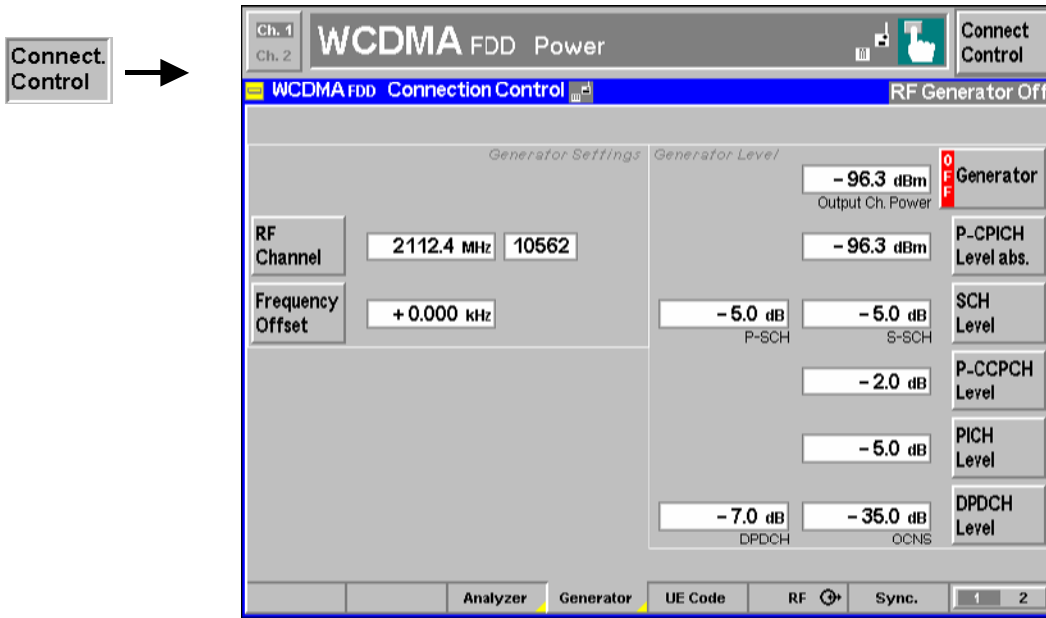 Connect.
Control
Ch. 1
Ch. 2
WCDMA FDD Power
Connect
Control
WCDMA FDD Connection Control
RF Generator Off
Generator Settings
Generator Level
– 96.3 dBm
Output Ch. Power
OFF
Generator
RF
Channel
2112.4 MHz
10562
– 96.3 dBm
P–CPICH
Level abs.
Frequency
Offset
+ 0.000 kHz
– 5.0 dB
P-SCH
– 5.0 dB
S-SCH
SCH
Level
– 2.0 dB
P–CCPCH
Level
– 5.0 dB
PICH
Level
– 7.0 dB
DPDCH
– 35.0 dB
OCNS
DPDCH
Level
Analyzer
Generator
UE Code
RF
Sync.
1 2